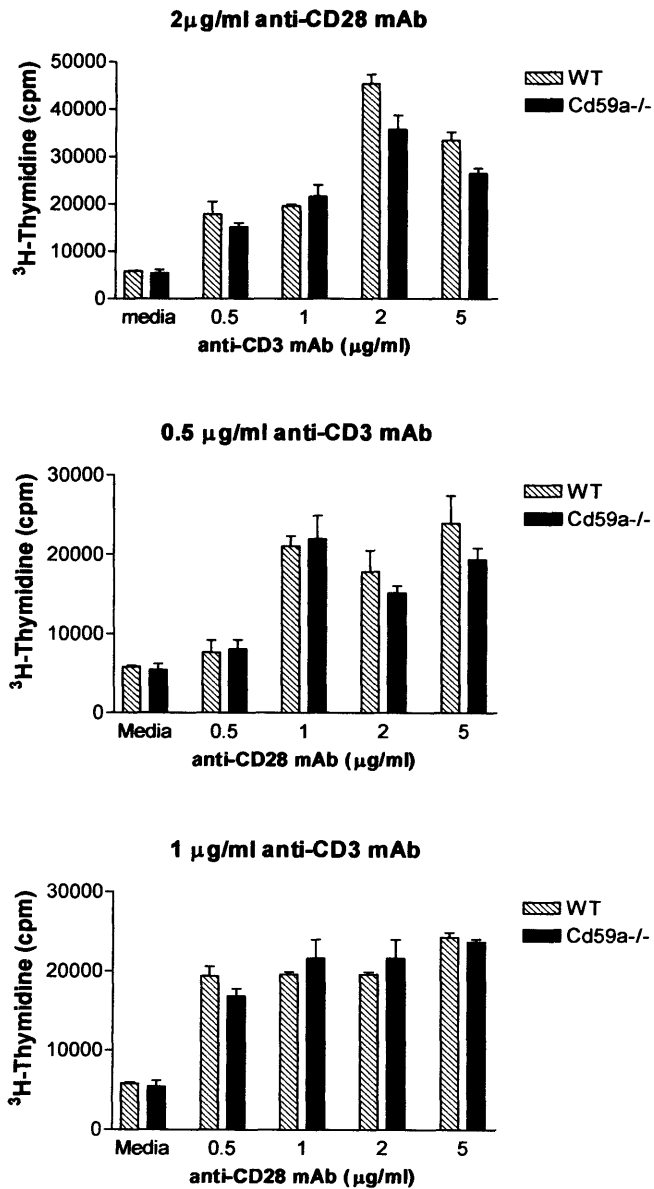 2μg/ml anti-CD28 mAb
³H-Thymidine (cpm)
50000
40000
30000
20000
10000
0
media 0.5 1 2 5
anti-CD3 mAb (μg/ml)
WT
Cd59a-/-
0.5 μg/ml anti-CD3 mAb
³H-Thymidine (cpm)
30000
20000
10000
0
Media 0.5 1 2 5
anti-CD28 mAb (μg/ml)
WT
Cd59a-/-
1 μg/ml anti-CD3 mAb
³H-Thymidine (cpm)
30000
20000
10000
0
Media 0.5 1 2 5
anti-CD28 mAb (μg/ml)
WT
Cd59a-/-